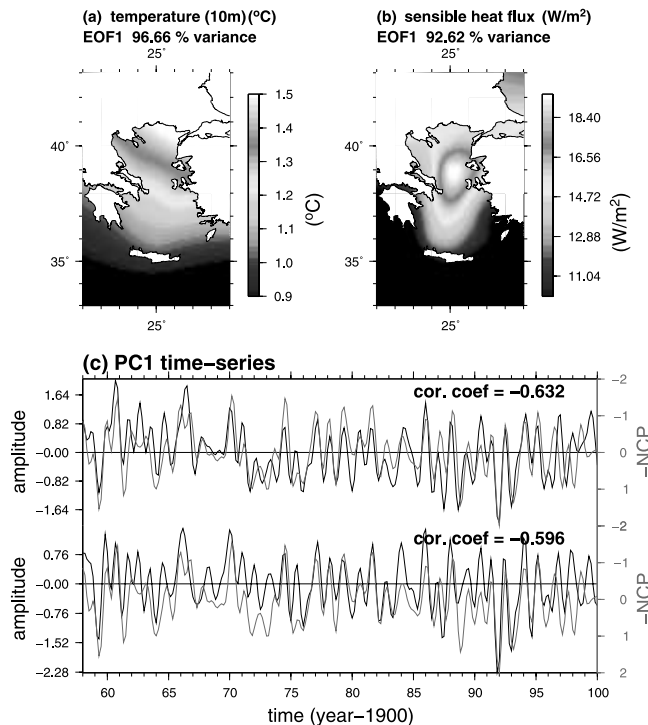 (a) temperature (10m)(°C)
EOF1 96.66 % variance
25°
40°
35°
25°
1.5
1.4
1.3
1.2
1.1
1.0
0.9
(°C)
(b) sensible heat flux (W/m²)
EOF1 92.62 % variance
25°
40°
35°
25°
18.40
16.56
14.72
12.88
11.04
(W/m²)
(c) PC1 time-series
cor. coef = -0.632
amplitude
1.64
0.82
-0.00
-0.82
-1.64
-2
-1
0
1
2
-NCP
cor. coef = -0.596
amplitude
0.76
-0.00
-0.76
-1.52
-2.28
-1
0
1
2
-NCP
60 65 70 75 80 85 90 95 100
time (year-1900)